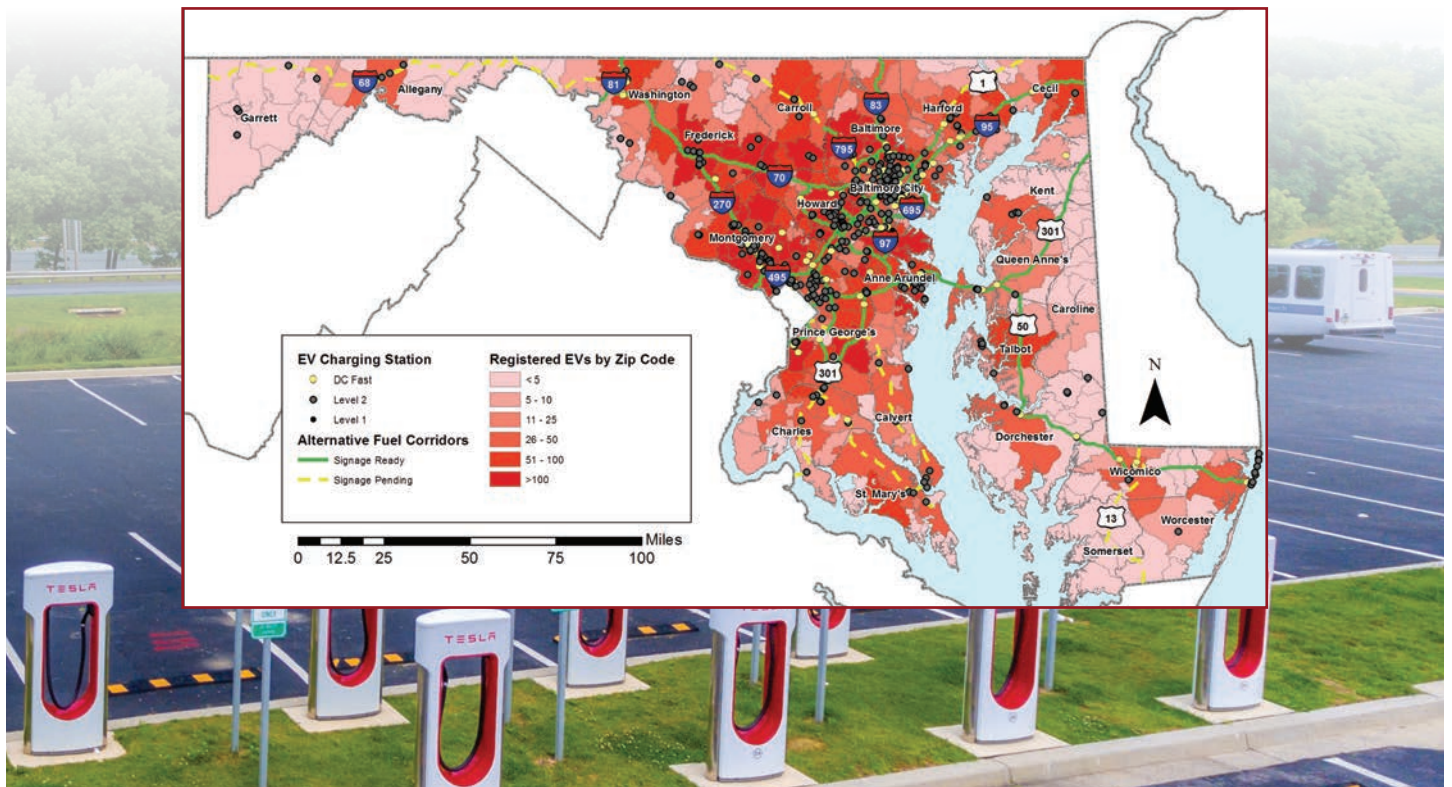 68
Allegany
Garrett
81
Washington
Carroll
83
Baltimore
Harford
1
Cecil
95
Frederick
795
70
Baltimore City
Kent
270
Howard
695
301
Montgomery
97
Queen Anne's
495
Anne Arundel
Caroline
Prince George's
50
Talbot
301
Calvert
Charles
Dorchester
St. Mary's
Wicomico
13
Worcester
Somerset
N
EV Charging Station
DC Fast
Level 2
Level 1
Alternative Fuel Corridors
Signage Ready
Signage Pending
Registered EVs by Zip Code
< 5
5 - 10
11 - 25
26 - 50
51 - 100
>100
Miles
0 12.5 25 50 75 100
TESLA
ONLY
TESLA